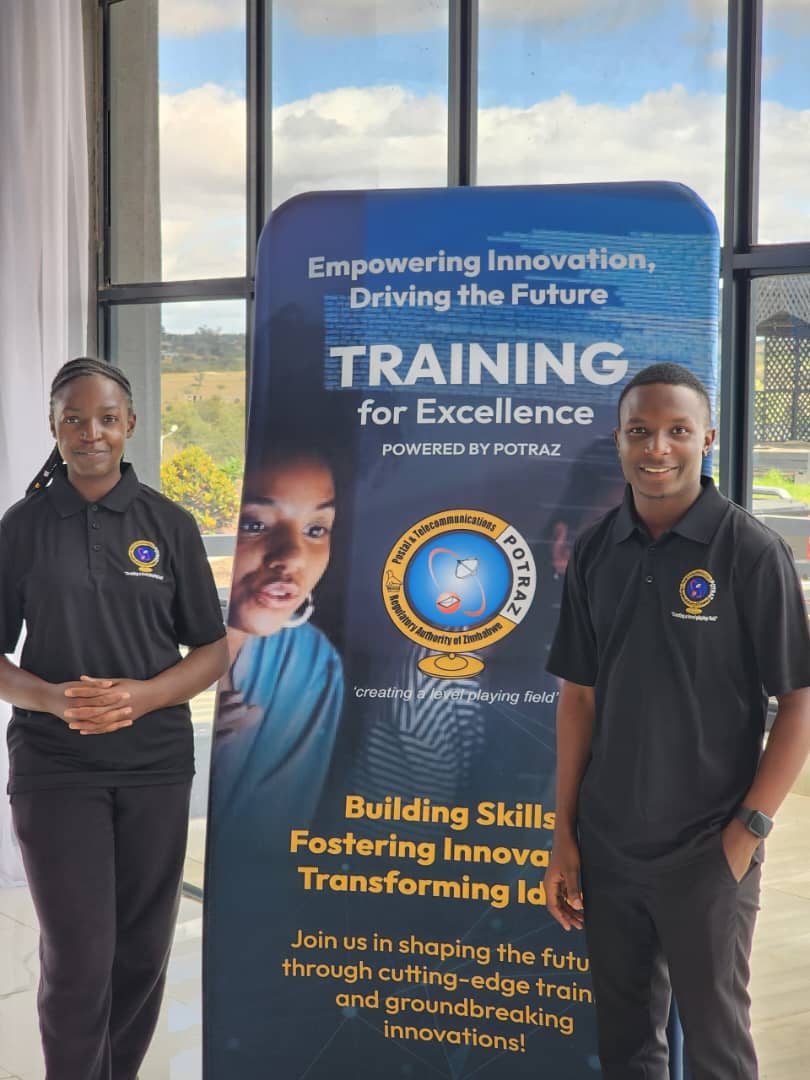 Empowering Innovation,
Driving the Future
TRAINING
for Excellence
POWERED BY POTRAZ
Postal & Telecommunications
POTRAZ
Regulatory Authority of Zimbabwe
'creating a level playing field'
Building Skills
Fostering
Transforming
Join us in shaping the
through cutting-edge
and groundbreaking
innovations!